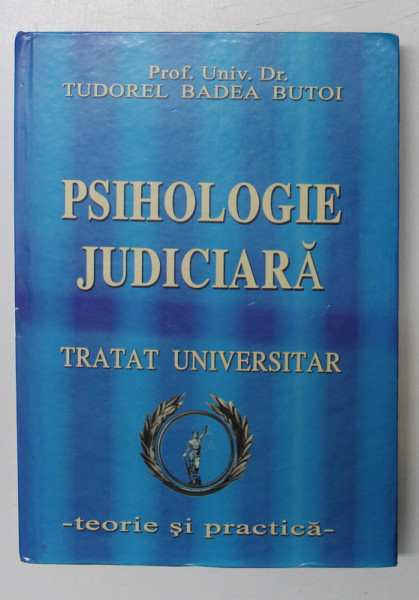 Prof. Univ. Dr.
TUDOREL BADEA BUTOI
PSIHOLOGIE
JUDICIARĂ
TRATAT UNIVERSITAR
-teorie şi practică-